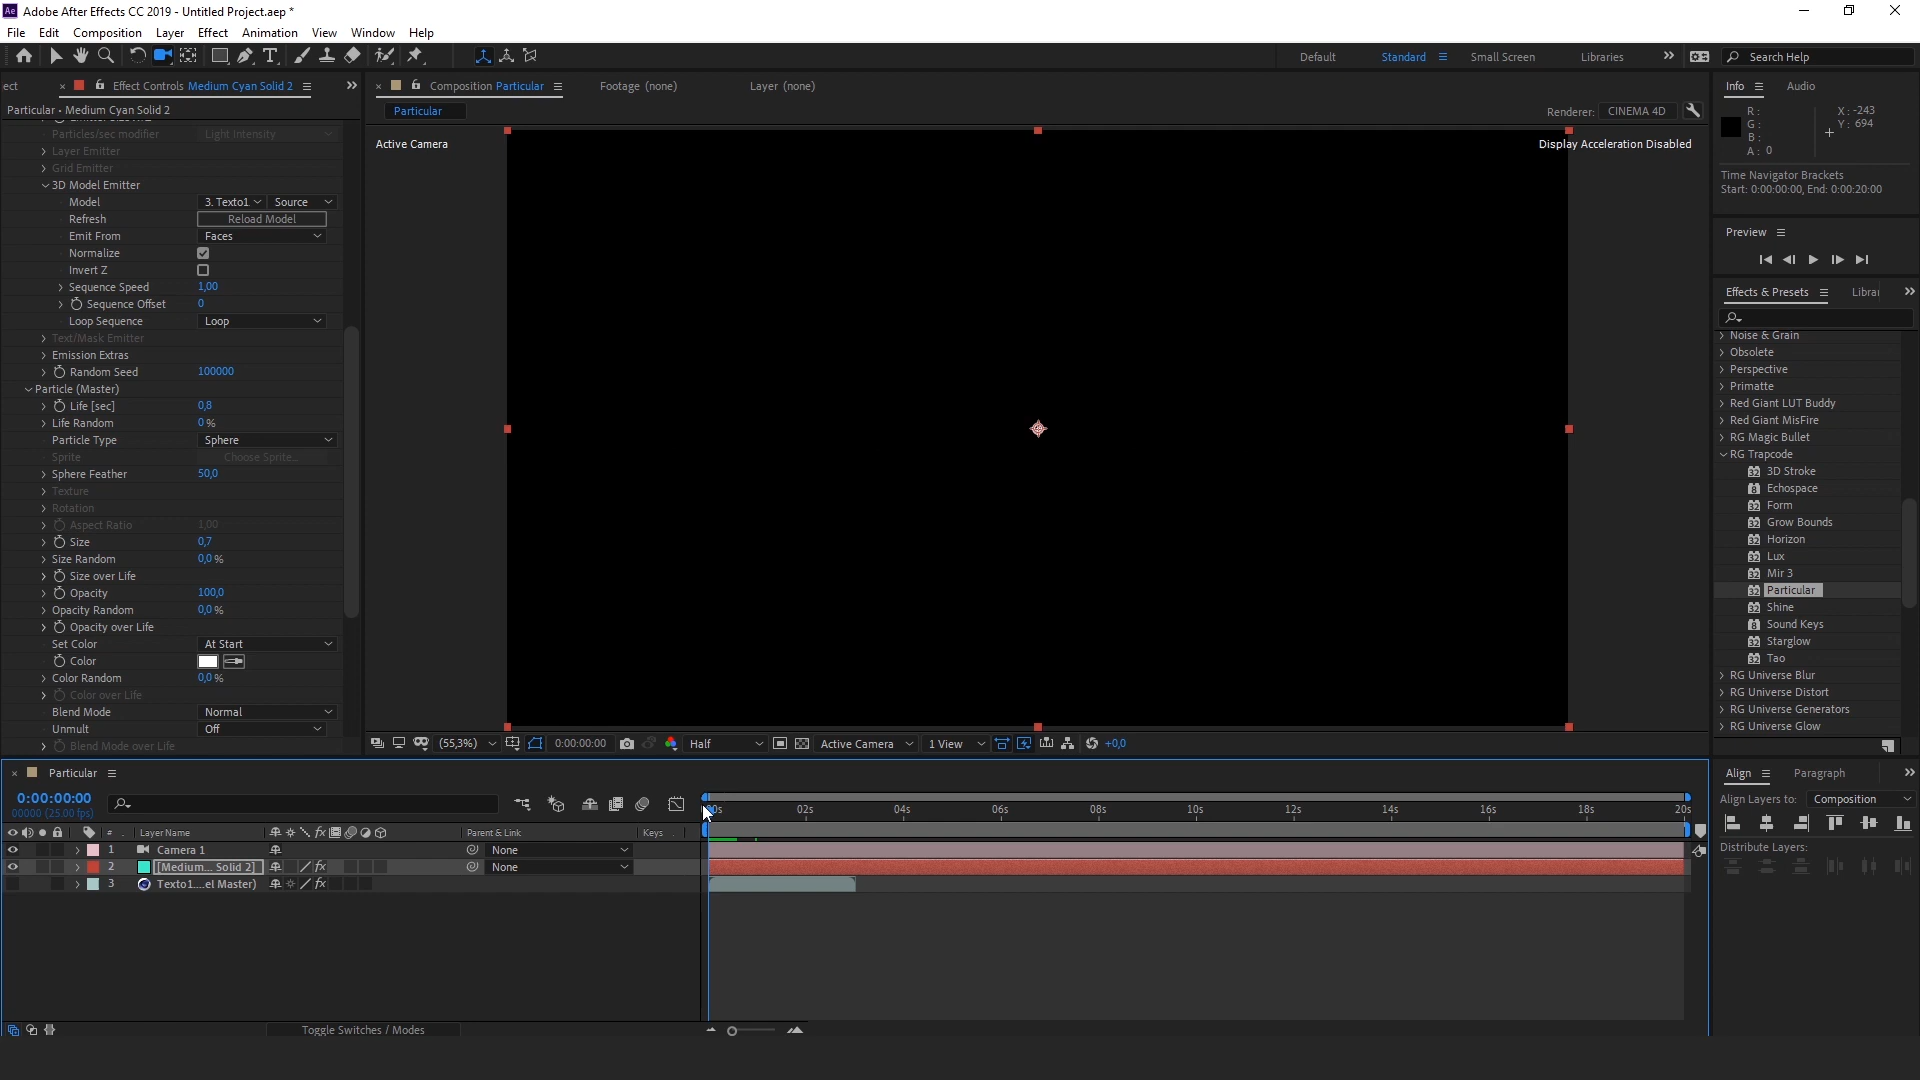 Adobe After Effects CC 2019 - Untitled Project.aep *
File Edit Composition Layer Effect Animation View Window Help
Default Standard Small Screen Libraries Search Help
ect Effect Controls Medium Cyan Solid 2
Particular • Medium Cyan Solid 2
Particles/sec modifier Light Intensity
Layer Emitter
Grid Emitter
3D Model Emitter
Model 3. Texto1. Source
Refresh Reload Model
Emit From Faces
Normalize
Invert Z
Sequence Speed 1,00
Sequence Offset 0
Loop Sequence Loop
Text/Mask Emitter
Emission Extras
Random Seed 100000
Particle (Master)
Life [sec] 0,8
Life Random 0%
Particle Type Sphere
Sprite Choose Sprite...
Sphere Feather 50,0
Texture
Rotation
Aspect Ratio 1,00
Size 0,7
Size Random 0,0%
Size over Life
Opacity 100,0
Opacity Random 0,0%
Opacity over Life
Set Color At Start
Color
Color Random 0,0%
Color over Life
Blend Mode Normal
Unmult Off
Blend Mode over Life
Composition Particular Footage (none) Layer (none)
Particular
Renderer: CINEMA 4D
Active Camera
Display Acceleration Disabled
(55,3%) 0:00:00:00 Half Active Camera 1 View +0,0
Info Audio
R:
G:
B:
A: 0
X: -243
Y: 694
Time Navigator Brackets
Start: 0:00:00:00, End: 0:00:20:00
Preview
Effects & Presets Librar
Noise & Grain
Obsolete
Perspective
Primatte
Red Giant LUT Buddy
Red Giant MisFire
RG Magic Bullet
RG Trapcode
3D Stroke
Echospace
Form
Grow Bounds
Horizon
Lux
Mir 3
Particular
Shine
Sound Keys
Starglow
Tao
RG Universe Blur
RG Universe Distort
RG Universe Generators
RG Universe Glow
Align Paragraph
Align Layers to: Composition
Distribute Layers:
Particular
0:00:00:00
00000 (25.00 fps)
02s 04s 06s 08s 10s 12s 14s 16s 18s 20s
# Layer Name Parent & Link Keys
1 Camera 1 None
2 [Medium... Solid 2] None
3 Texto1....el Master)
Toggle Switches / Modes